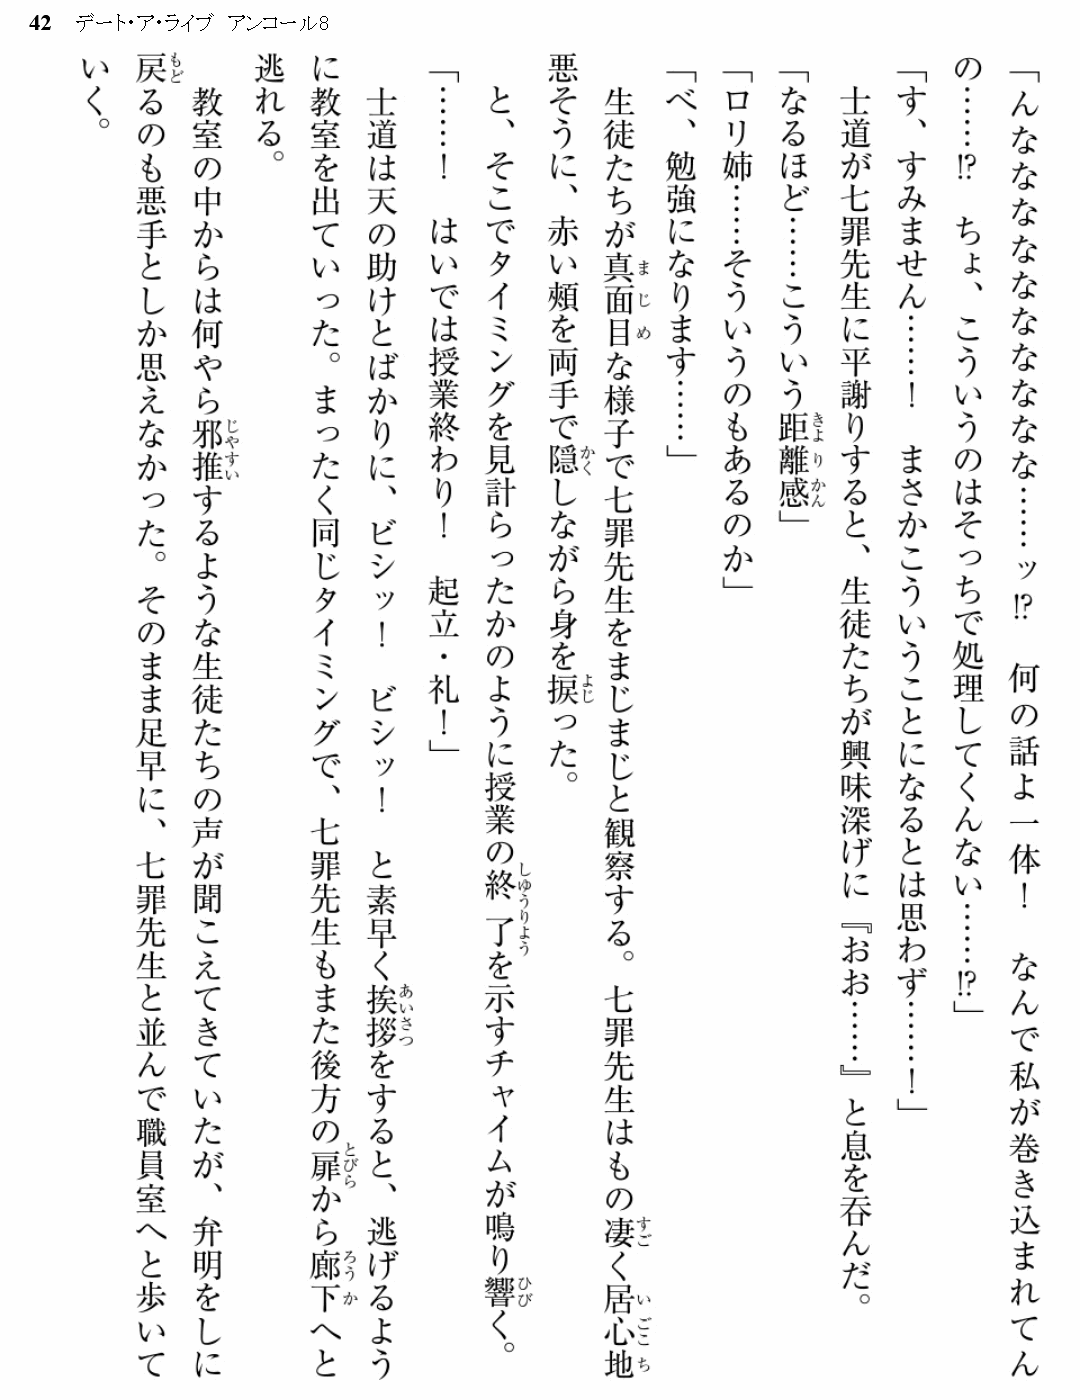 42 デート・ア・ライブ アンコール8
「んななななななななな……ッ!? 何の話よ一体! なんで私が巻き込まれてん
の……!? ちょ、こういうのはそっちで処理してくんない……!?」
「す、すみません……! まさかこういうことになるとは思わず……!」
士道が七罪先生に平謝りすると、生徒たちが興味深げに『おお……』と息を呑んだ。
「なるほど……こういう距離感」
「ロリ姉……そういうのもあるのか」
「べ、勉強になります……」
生徒たちが真面目な様子で七罪先生をまじまじと観察する。七罪先生はもの凄く居心地
悪そうに、赤い頬を両手で隠しながら身を捩った。
と、そこでタイミングを見計らったかのように授業の終了を示すチャイムが鳴り響く。
「……! はいでは授業終わり! 起立・礼!」
士道は天の助けとばかりに、ビシッ! ビシッ! と素早く挨拶をすると、逃げるよう
に教室を出ていった。まったく同じタイミングで、七罪先生もまた後方の扉から廊下へと
逃れる。
教室の中からは何やら邪推するような生徒たちの声が聞こえてきていたが、弁明をしに
戻るのも悪手としか思えなかった。そのまま足早に、七罪先生と並んで職員室へと歩いて
いく。